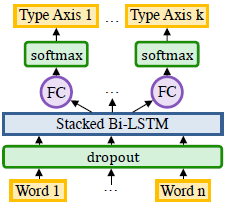 Type Axis 1 ... Type Axis k
softmax softmax
FC ... FC
Stacked Bi-LSTM
dropout
Word 1 ... Word n